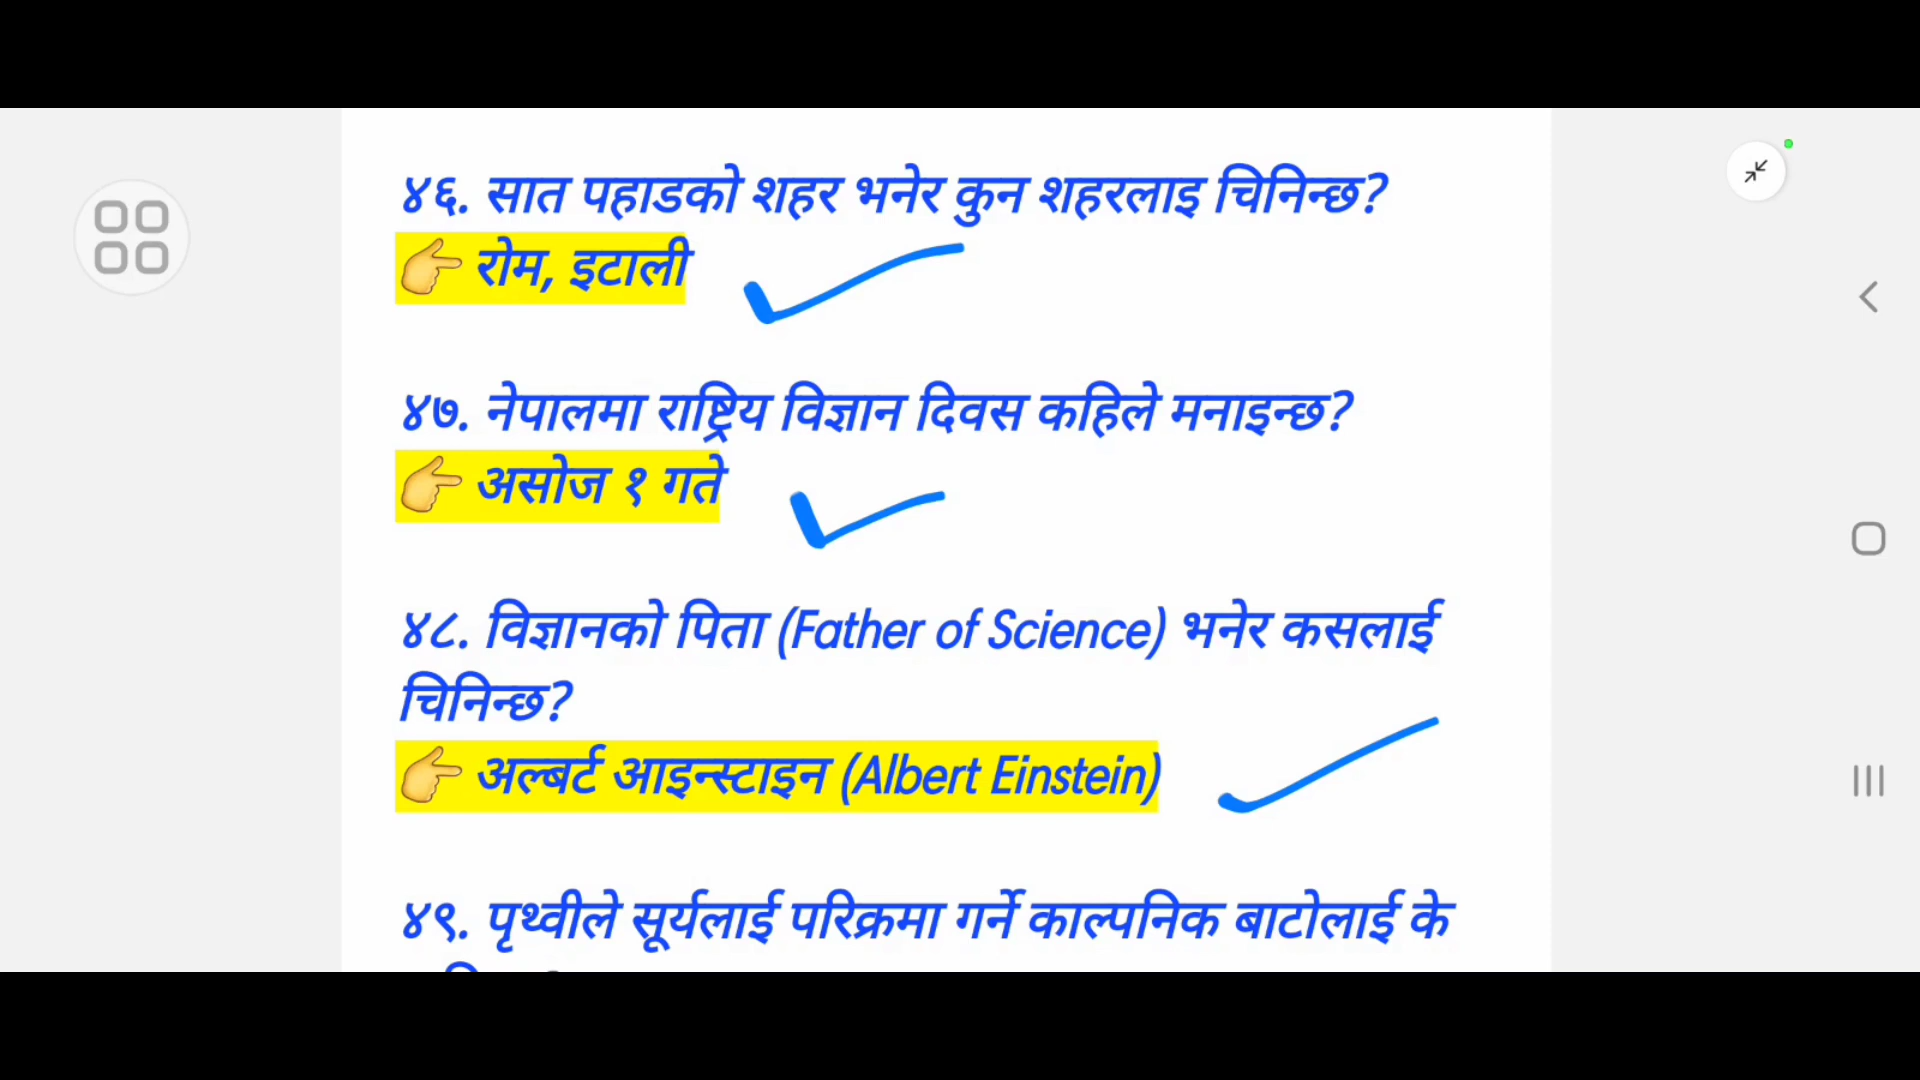 ४६. सात पहाडको शहर भनेर कुन शहरलाइ चिनिन्छ?
👉 रोम, इटाली
४७. नेपालमा राष्ट्रिय विज्ञान दिवस कहिले मनाइन्छ?
👉 असोज १ गते
४८. विज्ञानको पिता (Father of Science) भनेर कसलाई
चिनिन्छ?
👉 अल्बर्ट आइन्स्टाइन (Albert Einstein)
४९. पृथ्वीले सूर्यलाई परिक्रमा गर्ने काल्पनिक बाटोलाई के